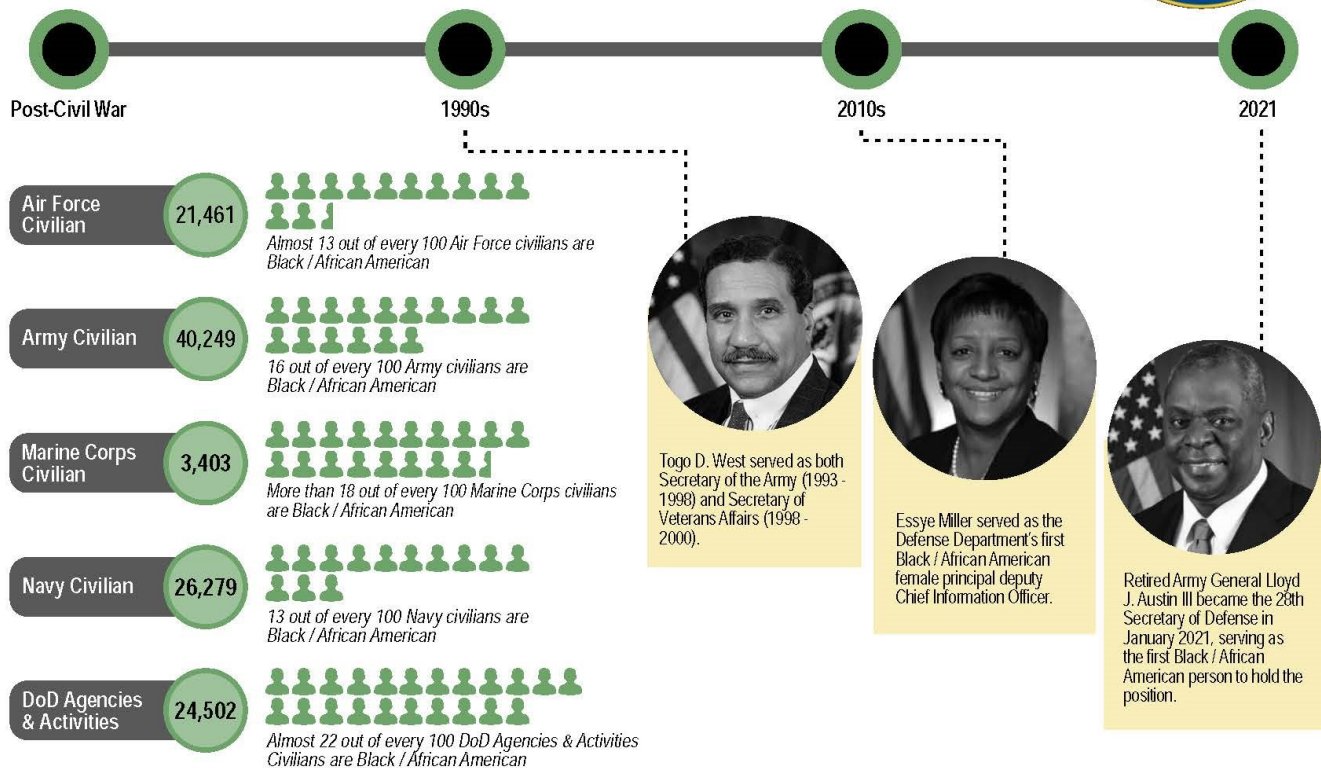 Post-Civil War
1990s
2010s
2021
Air Force
Civilian
21,461
Almost 13 out of every 100 Air Force civilians are
Black / African American
Army Civilian
40,249
16 out of every 100 Army civilians are
Black / African American
Marine Corps
Civilian
3,403
More than 18 out of every 100 Marine Corps civilians
are Black / African American
Navy Civilian
26,279
13 out of every 100 Navy civilians are
Black / African American
DoD Agencies
& Activities
24,502
Almost 22 out of every 100 DoD Agencies & Activities
Civilians are Black / African American
Togo D. West served as both
Secretary of the Army (1993 -
1998) and Secretary of
Veterans Affairs (1998 -
2000).
Essye Miller served as the
Defense Department's first
Black / African American
female principal deputy
Chief Information Officer.
Retired Army General Lloyd
J. Austin III became the 28th
Secretary of Defense in
January 2021, serving as
the first Black / African
American person to hold the
position.